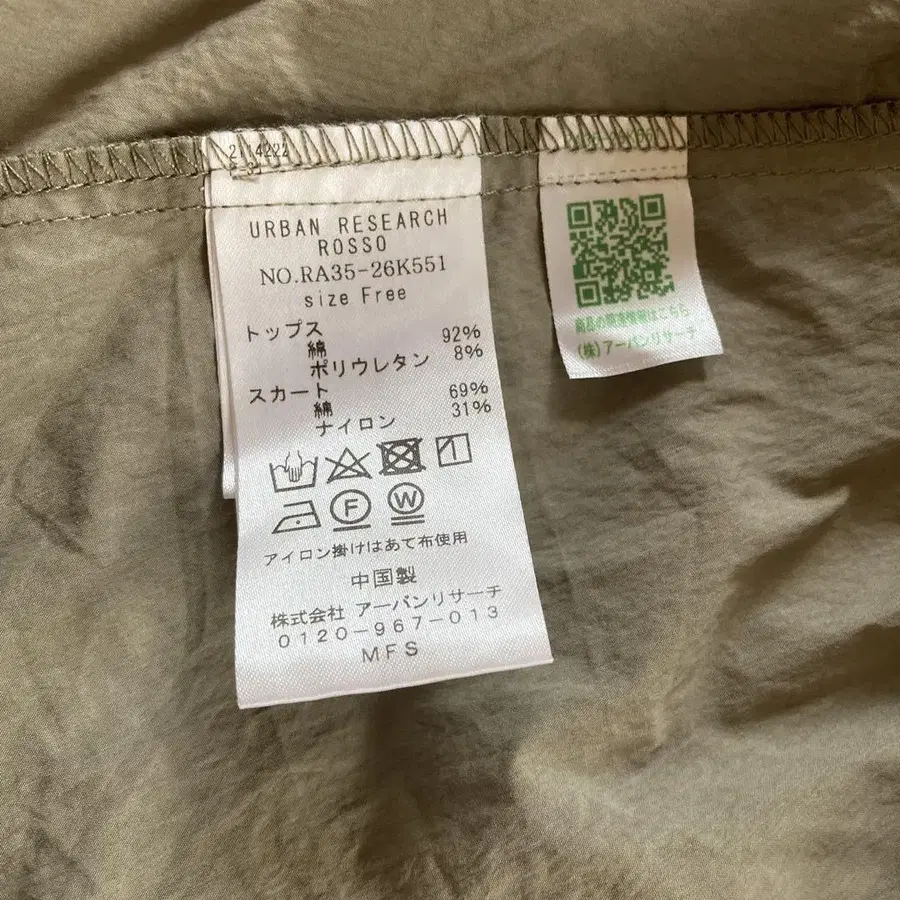 URBAN RESEARCH
ROSSO
NO.RA35-26K551
size Free
トップス
綿 92%
ポリウレタン 8%
スカート
綿 69%
ナイロン 31%
F W
アイロン掛けはあて布使用
中国製
株式会社 アーバンリサーチ
0120-967-013
MFS
商品の関連情報はこちら
(株)アーバンリサーチ